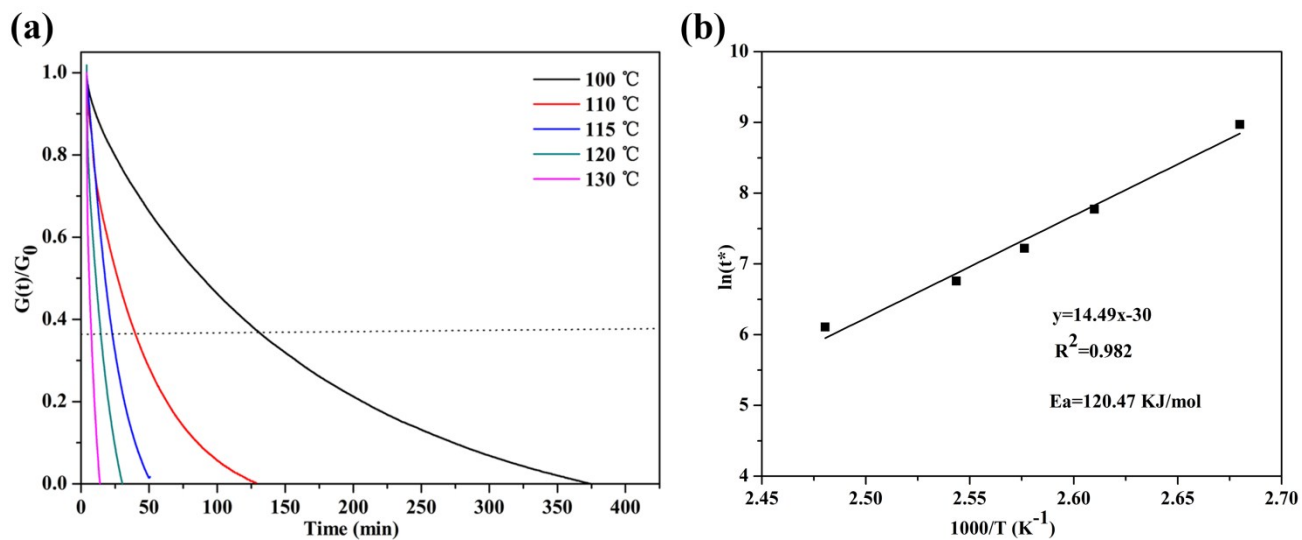 (a)
1.0
0.8
0.6
0.4
0.2
0.0
G(t)/G0
100 ℃
110 ℃
115 ℃
120 ℃
130 ℃
0 50 100 150 200 250 300 350 400
Time (min)
(b)
10
9
8
7
6
5
4
ln(t*)
y=14.49x-30
R²=0.982
Ea=120.47 KJ/mol
2.45 2.50 2.55 2.60 2.65 2.70
1000/T (K⁻¹)